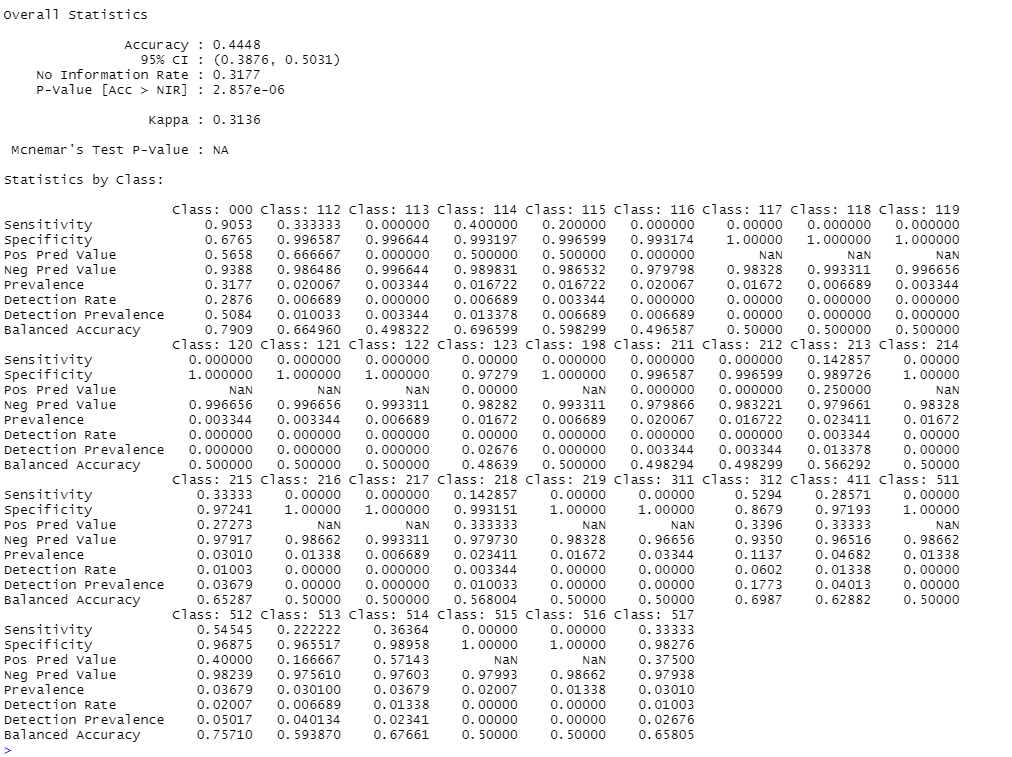 Overall Statistics
Accuracy : 0.4448
95% CI : (0.3876, 0.5031)
No Information Rate : 0.3177
P-Value [Acc > NIR] : 2.857e-06
Kappa : 0.3136
Mcnemar's Test P-Value : NA
Statistics by Class:
Class: 000 Class: 112 Class: 113 Class: 114 Class: 115 Class: 116 Class: 117 Class: 118 Class: 119
Sensitivity 0.9053 0.333333 0.000000 0.400000 0.200000 0.000000 0.00000 0.000000 0.000000
Specificity 0.6765 0.996587 0.996644 0.993197 0.996599 0.993174 1.00000 1.000000 1.000000
Pos Pred Value 0.5658 0.666667 0.000000 0.500000 0.500000 0.000000 NaN NaN NaN
Neg Pred Value 0.9388 0.986486 0.996644 0.989831 0.986532 0.979798 0.98328 0.993311 0.996656
Prevalence 0.3177 0.020067 0.003344 0.016722 0.016722 0.020067 0.01672 0.006689 0.003344
Detection Rate 0.2876 0.006689 0.000000 0.006689 0.003344 0.000000 0.00000 0.000000 0.000000
Detection Prevalence 0.5084 0.010033 0.003344 0.013378 0.006689 0.006689 0.00000 0.000000 0.000000
Balanced Accuracy 0.7909 0.664960 0.498322 0.696599 0.598299 0.496587 0.50000 0.500000 0.500000
Class: 120 Class: 121 Class: 122 Class: 123 Class: 198 Class: 211 Class: 212 Class: 213 Class: 214
Sensitivity 0.000000 0.000000 0.000000 0.00000 0.000000 0.000000 0.000000 0.142857 0.00000
Specificity 1.000000 1.000000 1.000000 0.97279 1.000000 0.996587 0.996599 0.989726 1.00000
Pos Pred Value NaN NaN NaN 0.00000 NaN 0.000000 0.000000 0.250000 NaN
Neg Pred Value 0.996656 0.996656 0.993311 0.98282 0.993311 0.979866 0.983221 0.979661 0.98328
Prevalence 0.003344 0.003344 0.006689 0.01672 0.006689 0.020067 0.016722 0.023411 0.01672
Detection Rate 0.000000 0.000000 0.000000 0.00000 0.000000 0.000000 0.000000 0.003344 0.00000
Detection Prevalence 0.000000 0.000000 0.000000 0.02676 0.000000 0.003344 0.003344 0.013378 0.00000
Balanced Accuracy 0.500000 0.500000 0.500000 0.48639 0.500000 0.498294 0.498299 0.566292 0.50000
Class: 215 Class: 216 Class: 217 Class: 218 Class: 219 Class: 311 Class: 312 Class: 411 Class: 511
Sensitivity 0.33333 0.00000 0.000000 0.142857 0.00000 0.00000 0.5294 0.28571 0.00000
Specificity 0.97241 1.00000 1.000000 0.993151 1.00000 1.00000 0.8679 0.97193 1.00000
Pos Pred Value 0.27273 NaN NaN 0.333333 NaN NaN 0.3396 0.33333 NaN
Neg Pred Value 0.97917 0.98662 0.993311 0.979730 0.98328 0.96656 0.9350 0.96516 0.98662
Prevalence 0.03010 0.01338 0.006689 0.023411 0.01672 0.03344 0.1137 0.04682 0.01338
Detection Rate 0.01003 0.00000 0.000000 0.003344 0.00000 0.00000 0.0602 0.01338 0.00000
Detection Prevalence 0.03679 0.00000 0.000000 0.010033 0.00000 0.00000 0.1773 0.04013 0.00000
Balanced Accuracy 0.65287 0.50000 0.500000 0.568004 0.50000 0.50000 0.6987 0.62882 0.50000
Class: 512 Class: 513 Class: 514 Class: 515 Class: 516 Class: 517
Sensitivity 0.54545 0.222222 0.36364 0.00000 0.00000 0.33333
Specificity 0.96875 0.965517 0.98958 1.00000 1.00000 0.98276
Pos Pred Value 0.40000 0.166667 0.57143 NaN NaN 0.37500
Neg Pred Value 0.98239 0.975610 0.97603 0.97993 0.98662 0.97938
Prevalence 0.03679 0.030100 0.03679 0.02007 0.01338 0.03010
Detection Rate 0.02007 0.006689 0.01338 0.00000 0.00000 0.01003
Detection Prevalence 0.05017 0.040134 0.02341 0.00000 0.00000 0.02676
Balanced Accuracy 0.75710 0.593870 0.67661 0.50000 0.50000 0.65805
>